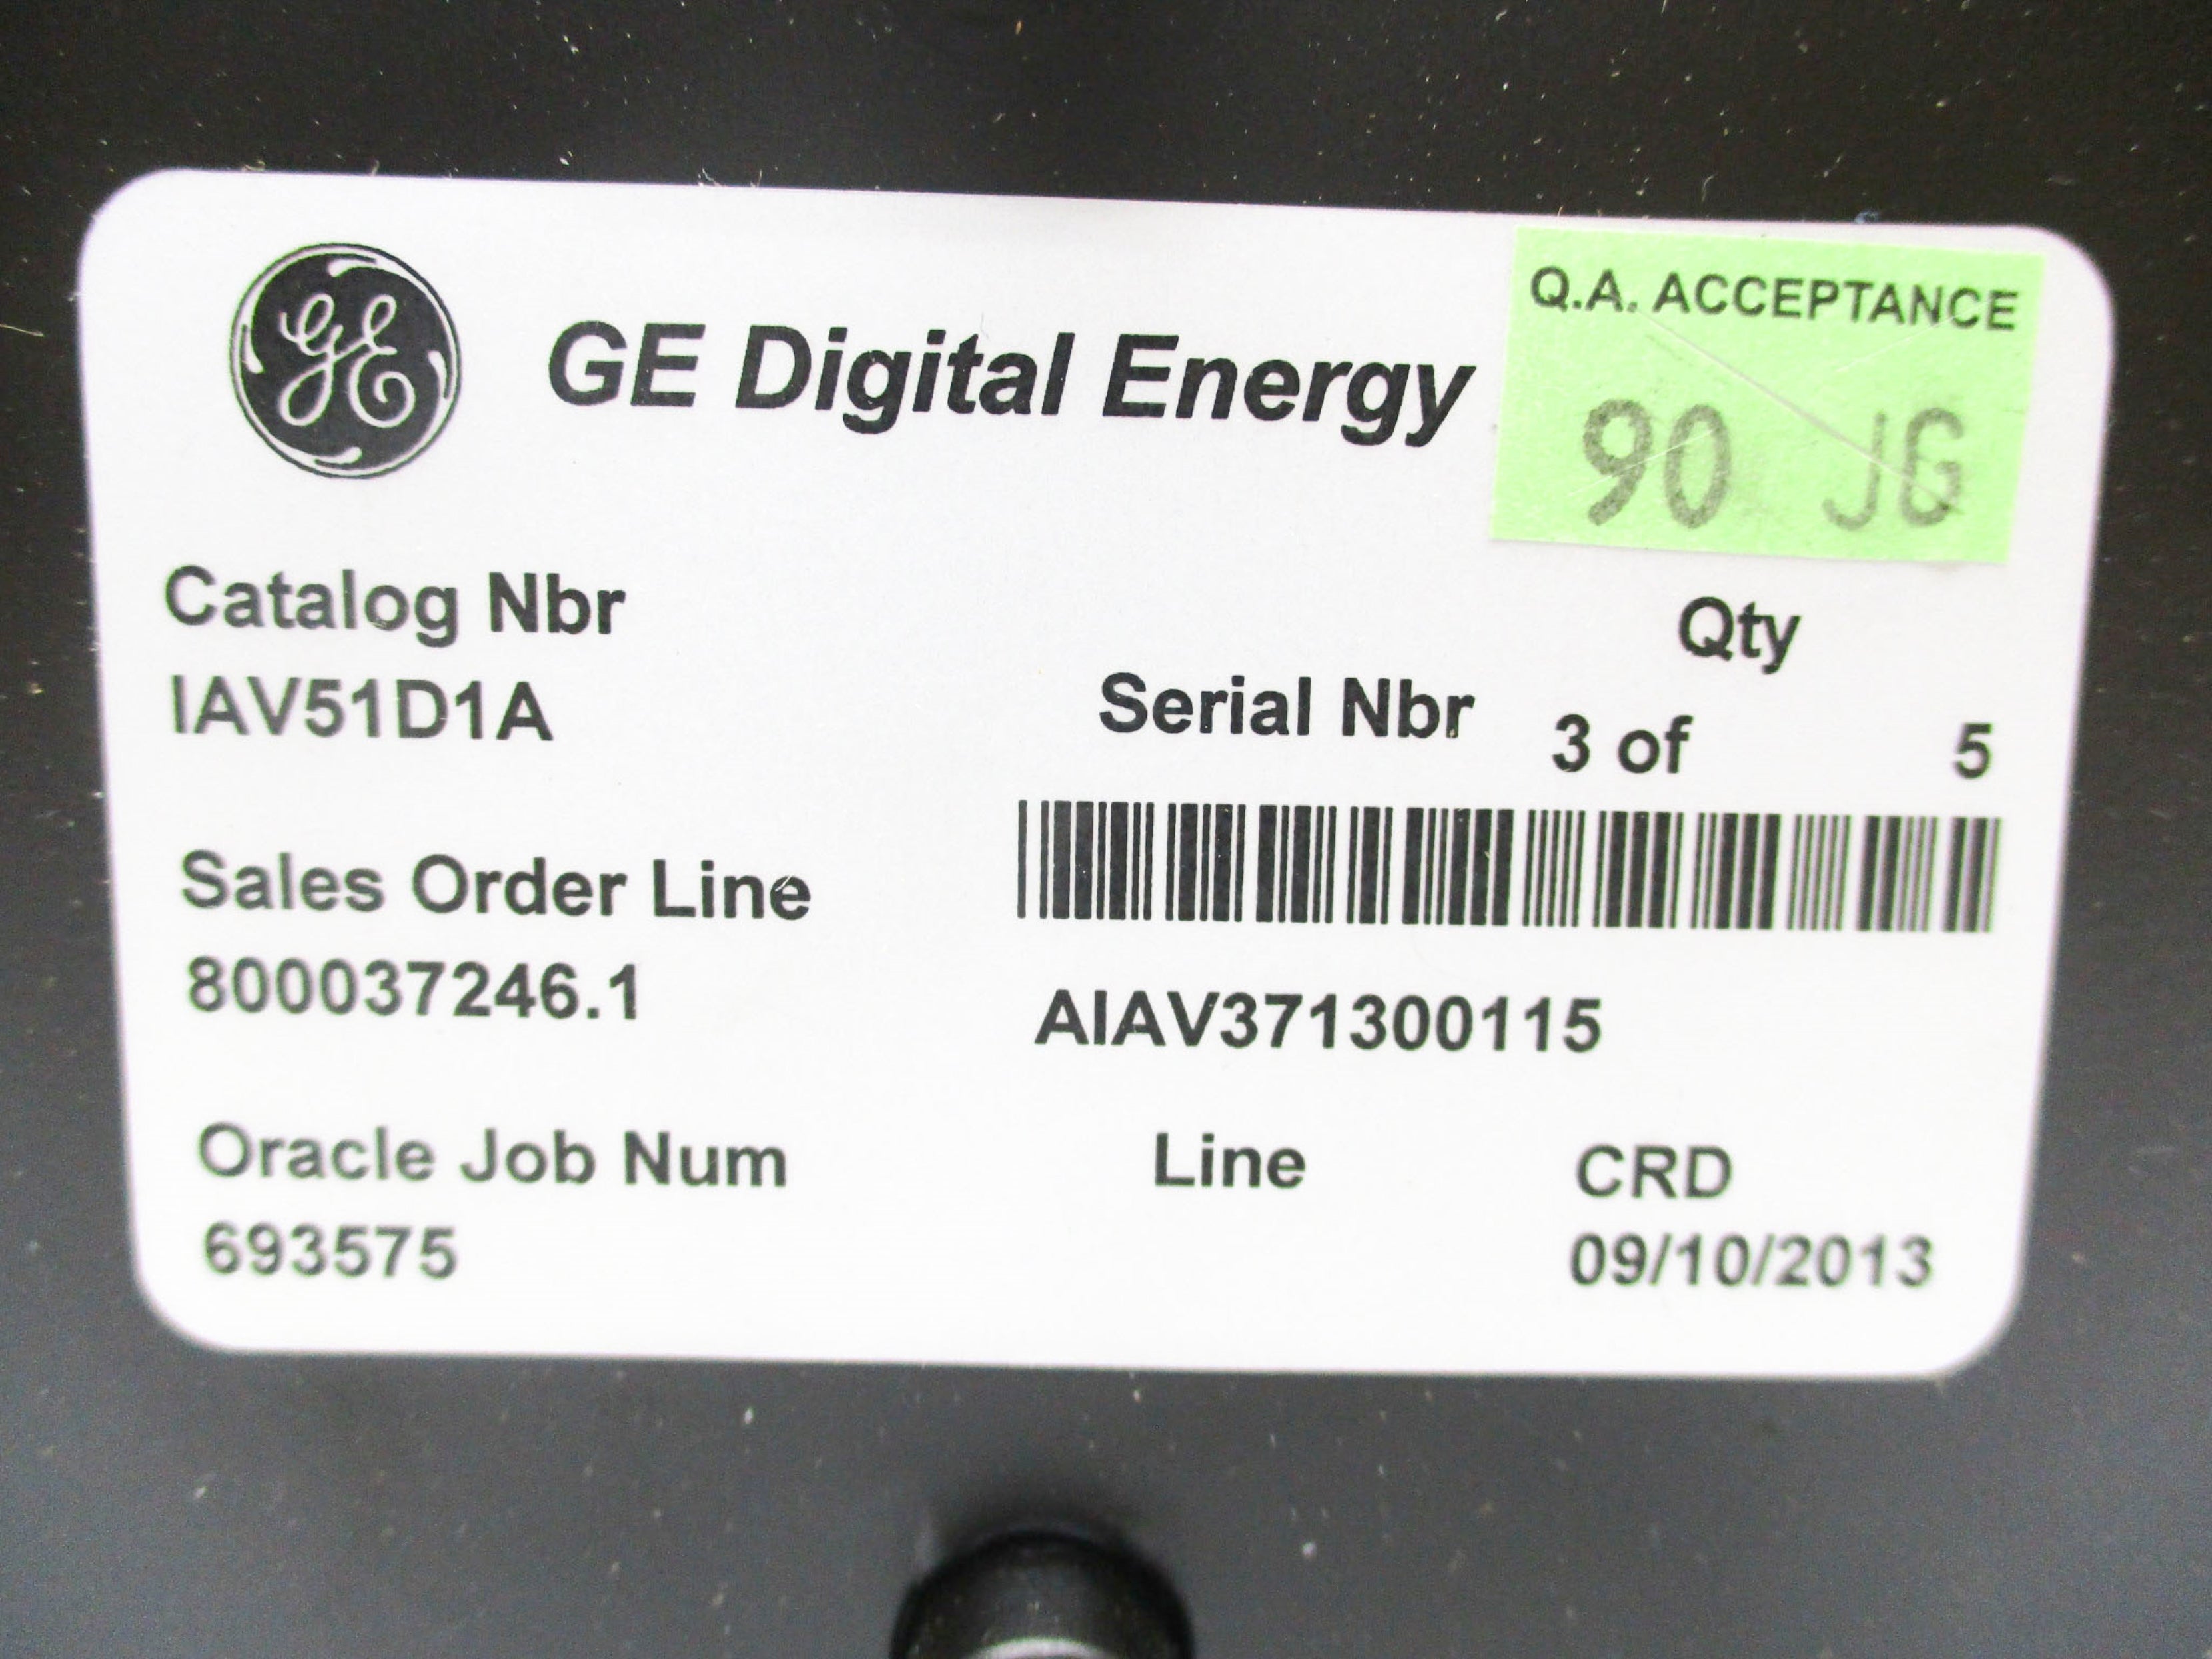 GE
GE Digital Energy
Q.A. ACCEPTANCE
90 JG
Catalog Nbr
IAV51D1A
Serial Nbr
Qty
3 of 5
Sales Order Line
800037246.1
AIAV371300115
Oracle Job Num
693575
Line
CRD
09/10/2013